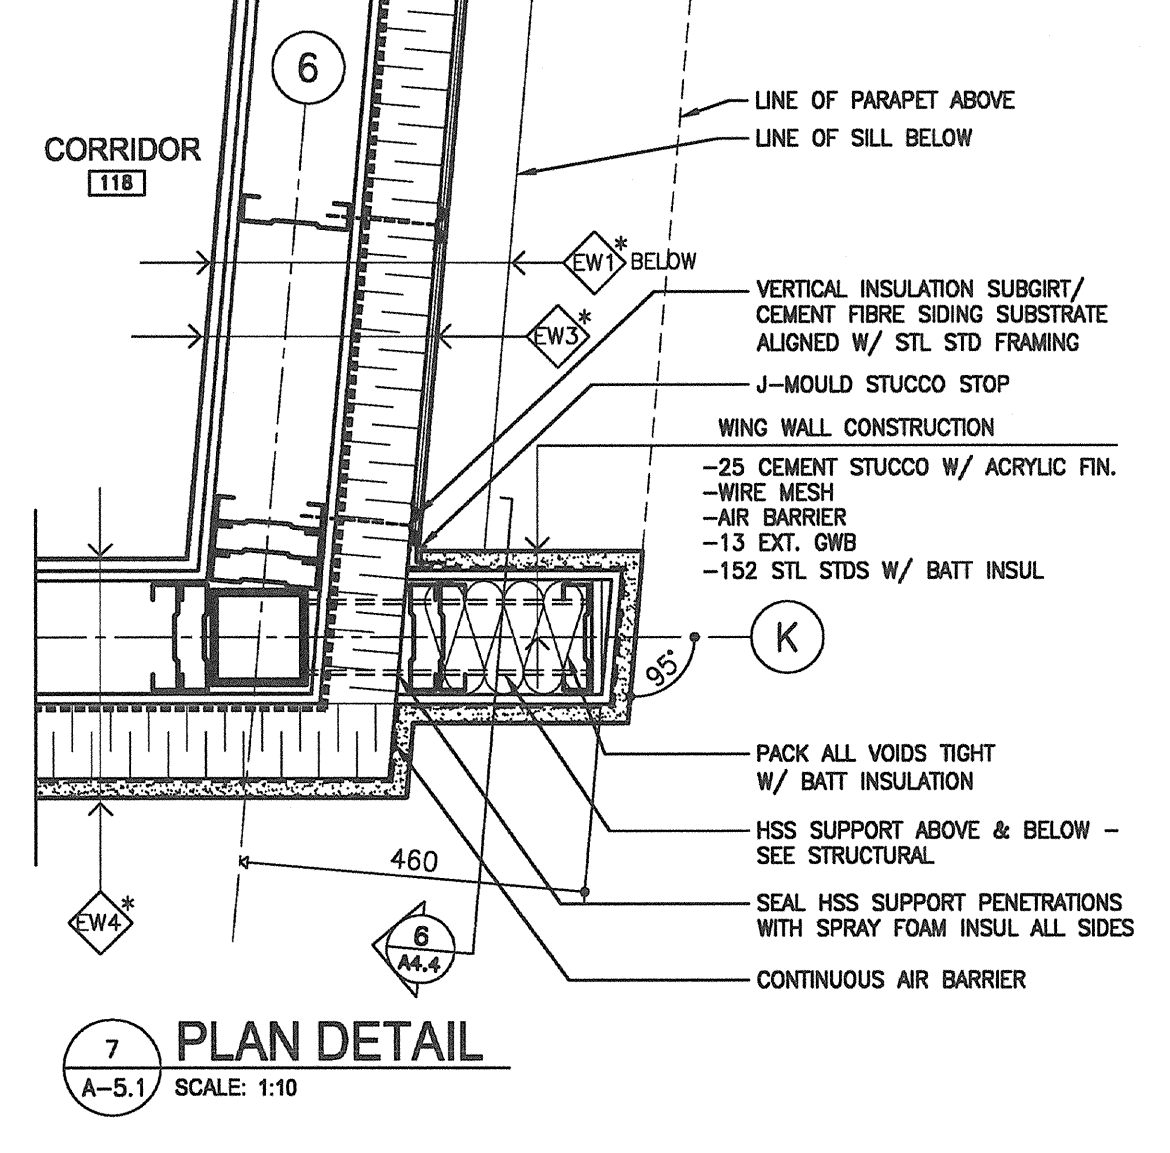 6
CORRIDOR
118
LINE OF PARAPET ABOVE
LINE OF SILL BELOW
EW1* BELOW
EW3*
VERTICAL INSULATION SUBGIRT/
CEMENT FIBRE SIDING SUBSTRATE
ALIGNED W/ STL STD FRAMING
J-MOULD STUCCO STOP
WING WALL CONSTRUCTION
-25 CEMENT STUCCO W/ ACRYLIC FIN.
-WIRE MESH
-AIR BARRIER
-13 EXT. GWB
-152 STL STDS W/ BATT INSUL
K
95°
PACK ALL VOIDS TIGHT
W/ BATT INSULATION
HSS SUPPORT ABOVE & BELOW -
SEE STRUCTURAL
460
SEAL HSS SUPPORT PENETRATIONS
WITH SPRAY FOAM INSUL ALL SIDES
EW4*
6
A4.4
CONTINUOUS AIR BARRIER
7
A-5.1
PLAN DETAIL
SCALE: 1:10